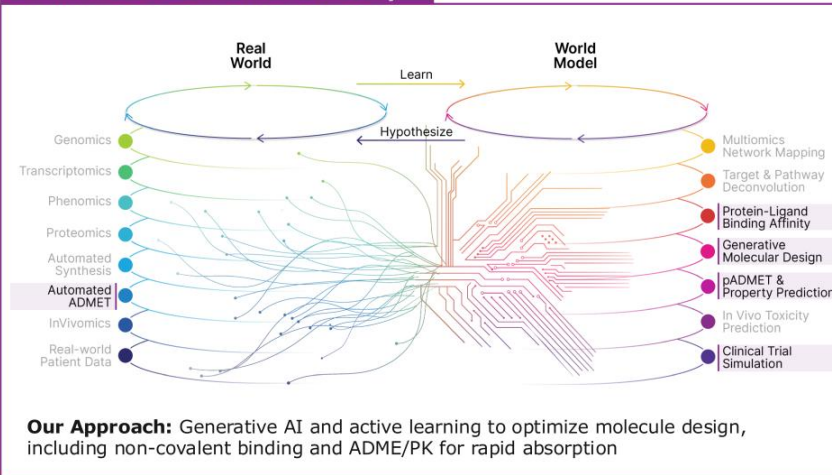 Real
World
World
Model
Learn
Hypothesize
Genomics
Transcriptomics
Phenomics
Proteomics
Automated
Synthesis
Automated
ADMET
InVivomics
Real-world
Patient Data
Multiomics
Network Mapping
Target & Pathway
Deconvolution
Protein-Ligand
Binding Affinity
Generative
Molecular Design
pADMET &
Property Prediction
In Vivo Toxicity
Prediction
Clinical Trial
Simulation
Our Approach: Generative AI and active learning to optimize molecule design,
including non-covalent binding and ADME/PK for rapid absorption